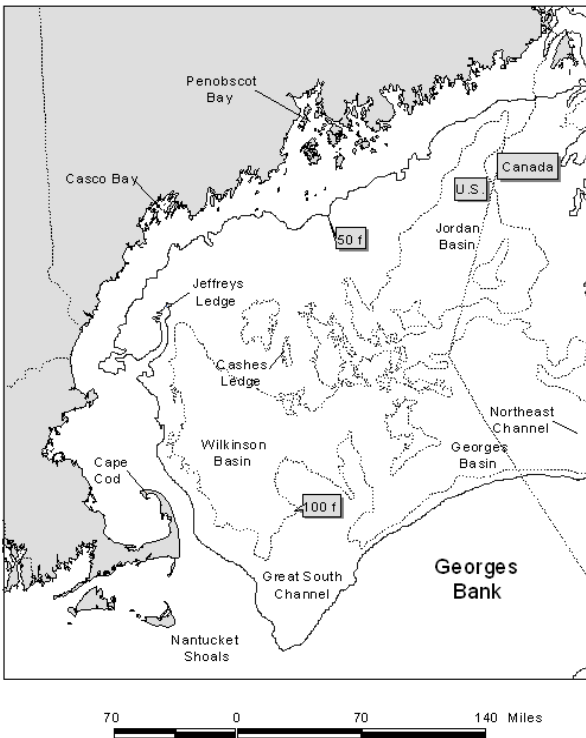 Penobscot
Bay
Canada
Casco Bay
U.S.
Jordan
Basin
50 f
Jeffreys
Ledge
Cashes
Ledge
Northeast
Channel
Wilkinson
Basin
Georges
Basin
Cape
Cod
100 f
Georges
Bank
Great South
Channel
Nantucket
Shoals
70 0 70 140 Miles